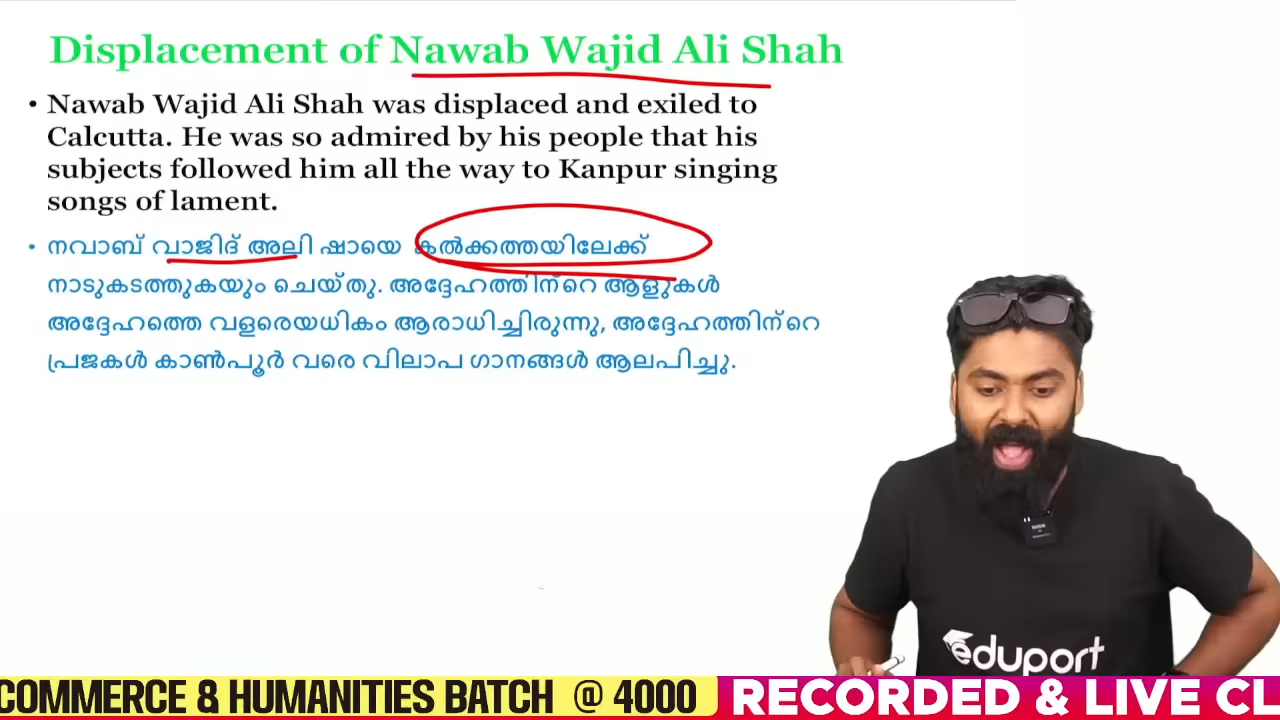 Displacement of Nawab Wajid Ali Shah
• Nawab Wajid Ali Shah was displaced and exiled to
Calcutta. He was so admired by his people that his
subjects followed him all the way to Kanpur singing
songs of lament.
• നവാബ് വാജിദ് അലി ഷായെ കൽക്കത്തയിലേക്ക്
നാടുകടത്തുകയും ചെയ്തു. അദ്ദേഹത്തിന്റെ ആളുകൾ
അദ്ദേഹത്തെ വളരെയധികം ആരാധിച്ചിരുന്നു, അദ്ദേഹത്തിന്റെ
പ്രജകൾ കാൺപൂർ വരെ വിലാപ ഗാനങ്ങൾ ആലപിച്ചു.
eduport
COMMERCE & HUMANITIES BATCH @ 4000 RECORDED & LIVE CL